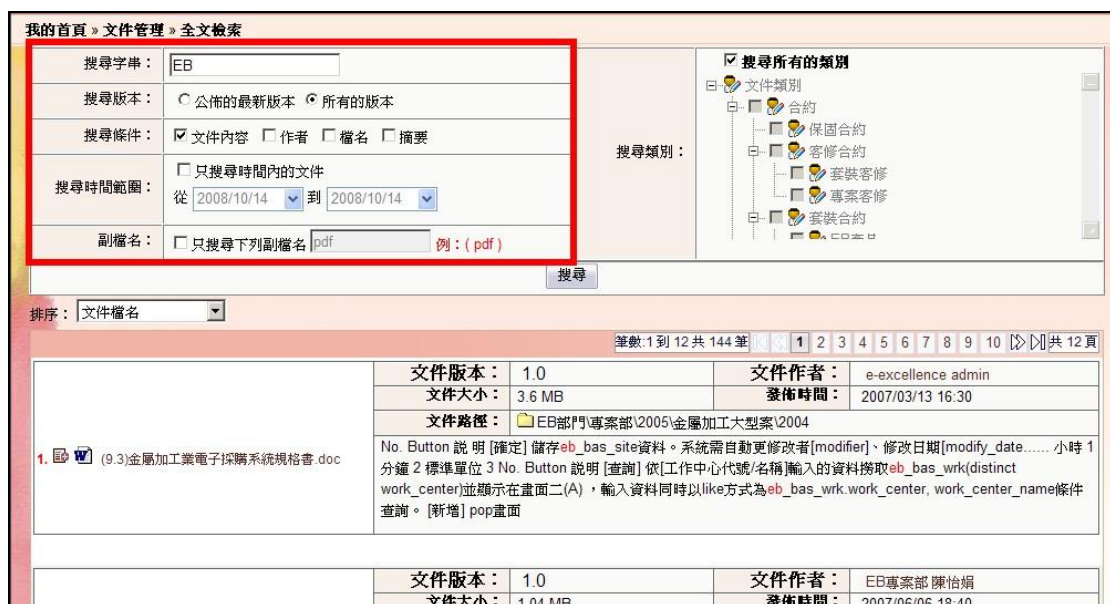 我的首頁 » 文件管理 » 全文檢索
搜尋字串： EB
搜尋版本： 公佈的最新版本 所有的版本
搜尋條件： 文件內容 作者 檔名 摘要
搜尋時間範圍： 只搜尋時間內的文件
從 2008/10/14 到 2008/10/14
副檔名： 只搜尋下列副檔名 pdf 例：( pdf )
搜尋類別：
搜尋所有的類別
文件類別
合約
保固合約
客修合約
套裝客修
專案客修
套裝合約
搜尋
排序： 文件檔名
筆數:1 到 12 共 144 筆 1 2 3 4 5 6 7 8 9 10 共 12 頁
1. (9.3)金屬加工業電子採購系統規格書.doc
文件版本： 1.0 文件作者： e-excellence admin
文件大小： 3.6 MB 發佈時間： 2007/03/13 16:30
文件路徑： EB部門\專案部\2005\金屬加工大型案\2004
No. Button 說 明 [確定] 儲存eb_bas_site資料。系統需自動更修改者[modifier]、修改日期[modify_date...... 小時 1
分鐘 2 標準單位 3 No. Button 說明 [查詢] 依[工作中心代號/名稱]輸入的資料撈取eb_bas_wrk(distinct
work_center)並顯示在畫面二(A) ，輸入資料同時以like方式為eb_bas_wrk.work_center, work_center_name條件
查詢。 [新增] pop畫面
文件版本： 1.0 文件作者： EB專案部 陳怡娟
文件大小： 1.04 MB 發佈時間： 2007/06/06 18:40